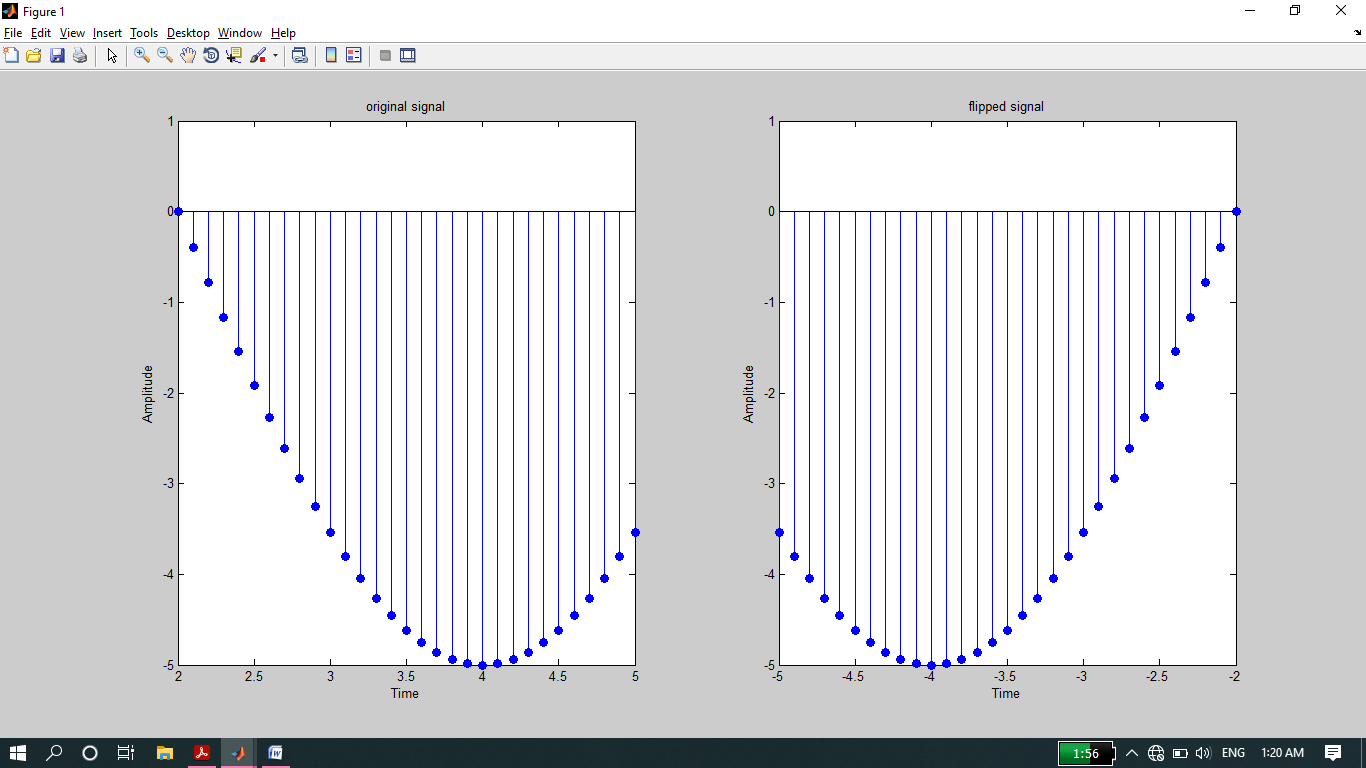 Figure 1
File Edit View Insert Tools Desktop Window Help
original signal
1
0
-1
-2
-3
-4
-5
Amplitude
2 2.5 3 3.5 4 4.5 5
Time
flipped signal
1
0
-1
-2
-3
-4
-5
Amplitude
-5 -4.5 -4 -3.5 -3 -2.5 -2
Time
1:56 ENG 1:20 AM